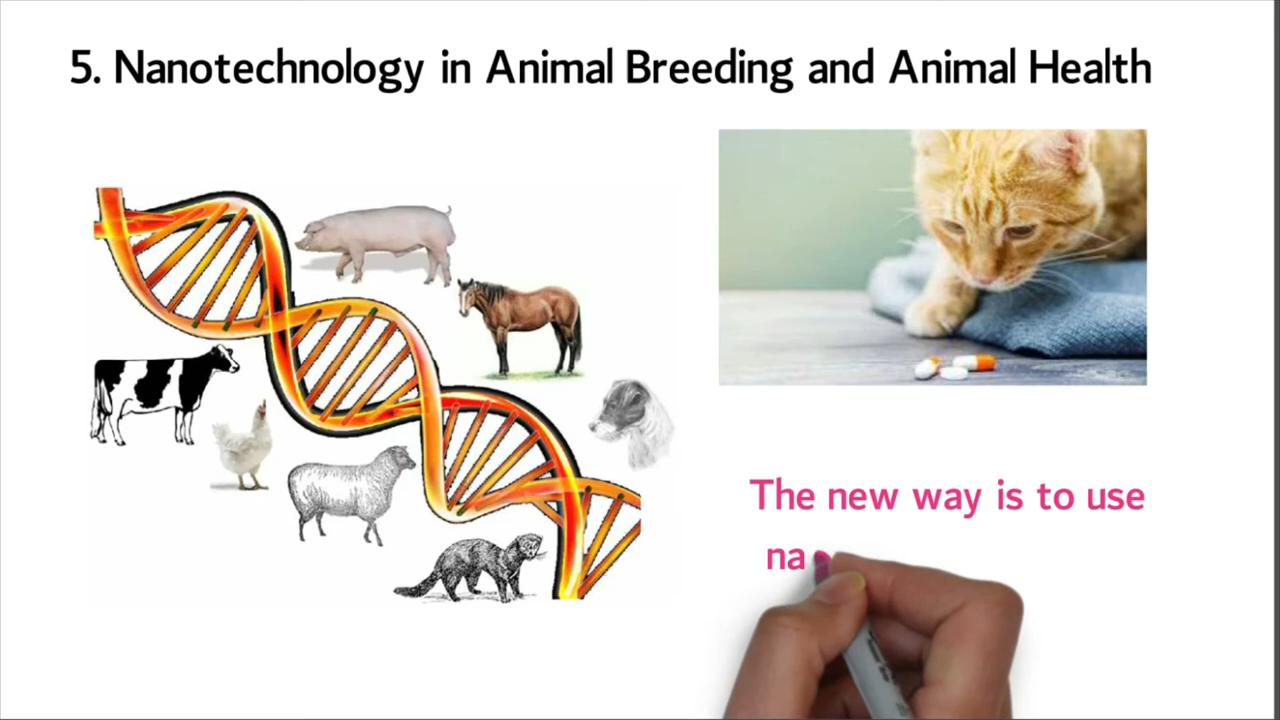 5. Nanotechnology in Animal Breeding and Animal Health
The new way is to use
na